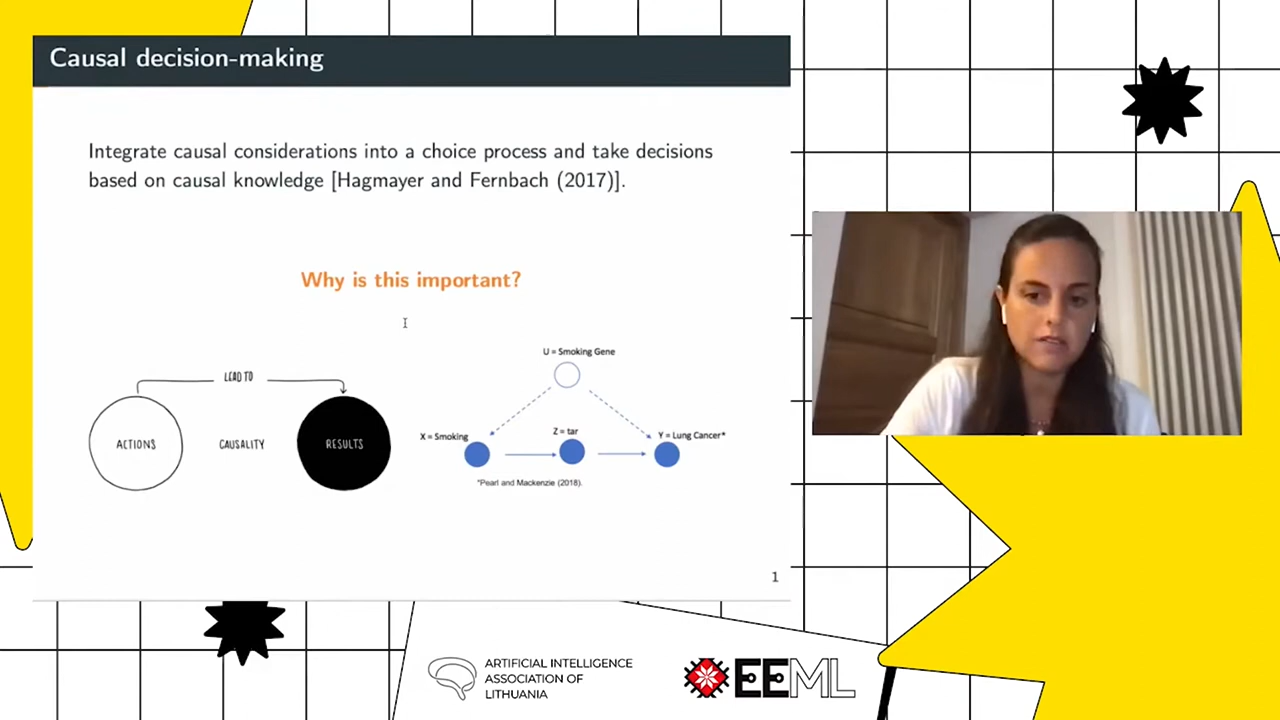 Causal decision-making
Integrate causal considerations into a choice process and take decisions
based on causal knowledge [Hagmayer and Fernbach (2017)].
Why is this important?
LEAD TO
ACTIONS
CAUSALITY
RESULTS
U = Smoking Gene
X = Smoking
Z = tar
Y = Lung Cancer*
*Pearl and Mackenzie (2018).
1
ARTIFICIAL INTELLIGENCE
ASSOCIATION OF
LITHUANIA
EEML